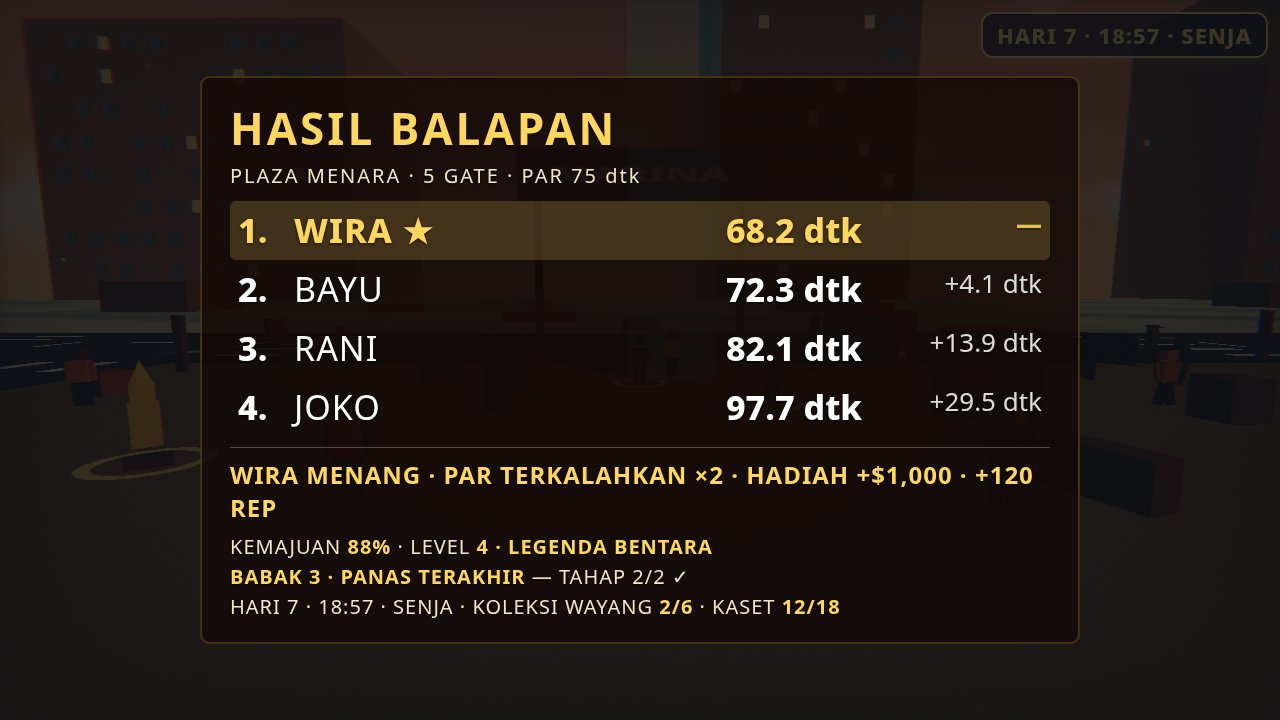 HARI 7 · 18:57 · SENJA
HASIL BALAPAN
PLAZA MENARA · 5 GATE · PAR 75 dtk
1. WIRA ★ 68.2 dtk —
2. BAYU 72.3 dtk +4.1 dtk
3. RANI 82.1 dtk +13.9 dtk
4. JOKO 97.7 dtk +29.5 dtk
WIRA MENANG · PAR TERKALAHKAN ×2 · HADIAH +$1,000 · +120
REP
KEMAJUAN 88% · LEVEL 4 · LEGENDA BENTARA
BABAK 3 · PANAS TERAKHIR — TAHAP 2/2 ✓
HARI 7 · 18:57 · SENJA · KOLEKSI WAYANG 2/6 · KASET 12/18